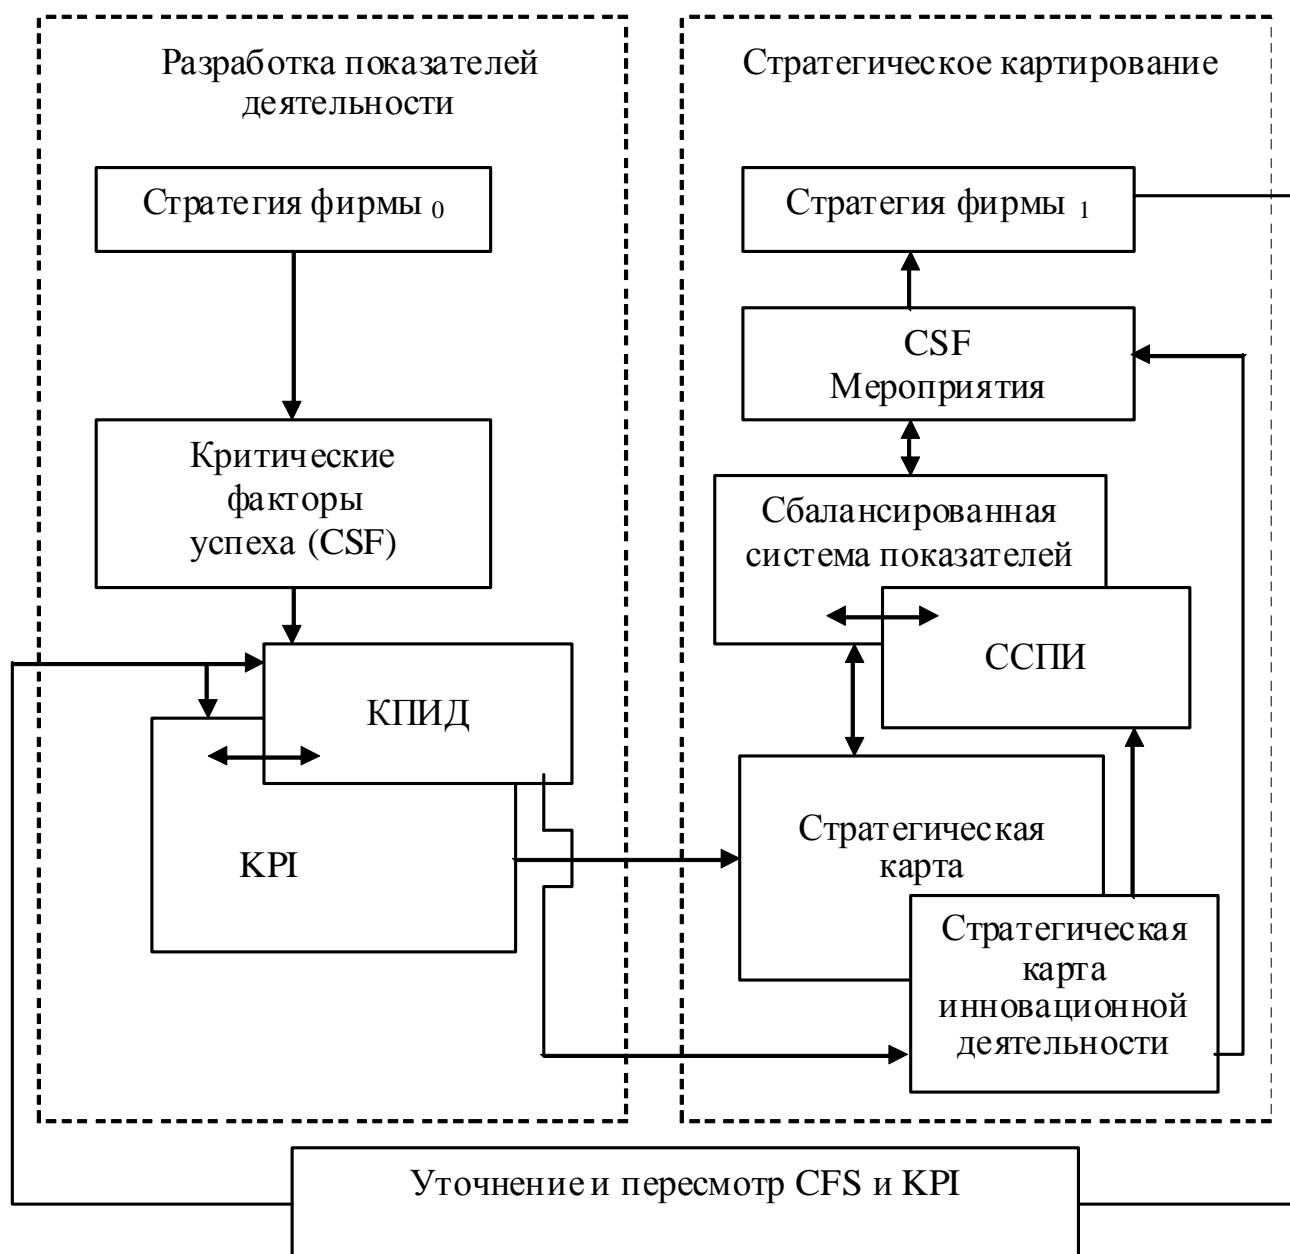 Разработка показателей
деятельности
Стратегия фирмы 0
Критические
факторы
успеха (CSF)
КПИД
KPI
Стратегическое картирование
Стратегия фирмы 1
CSF
Мероприятия
Сбалансированная
система показателей
ССПИ
Стратегическая
карта
Стратегическая
карта
инновационной
деятельности
Уточнение и пересмотр CFS и KPI